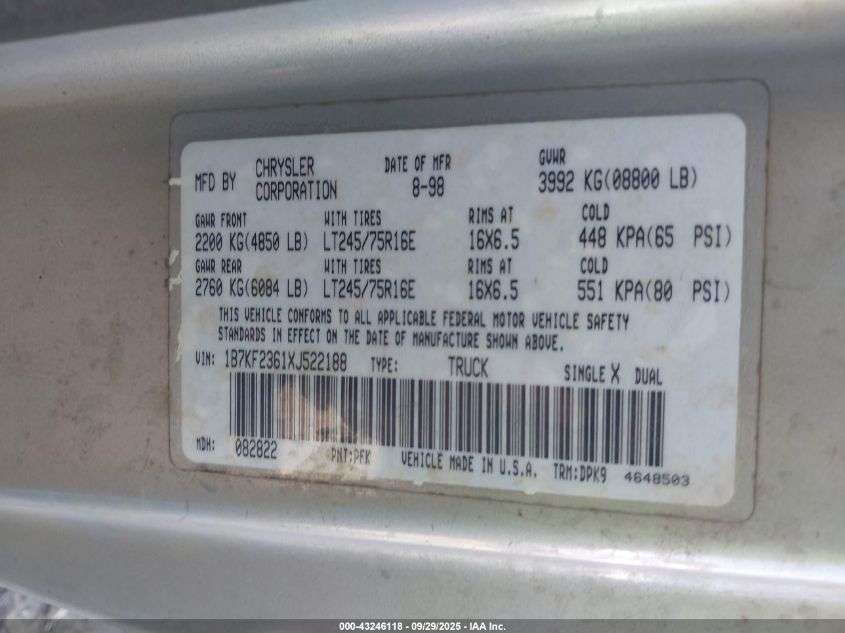 MFD BY CHRYSLER CORPORATION DATE OF MFR 8-98 GVWR 3992 KG(08800 LB)
GAWR FRONT WITH TIRES RIMS AT COLD
2200 KG(4850 LB) LT245/75R16E 16X6.5 448 KPA(65 PSI)
GAWR REAR WITH TIRES RIMS AT COLD
2760 KG(6084 LB) LT245/75R16E 16X6.5 551 KPA(80 PSI)
THIS VEHICLE CONFORMS TO ALL APPLICABLE FEDERAL MOTOR VEHICLE SAFETY
STANDARDS IN EFFECT ON THE DATE OF MANUFACTURE SHOWN ABOVE.
VIN: 1B7KF2361XJ522188 TYPE: TRUCK SINGLE X DUAL
MDH: 082822 PNT:PFK VEHICLE MADE IN U.S.A. TRM:DPK9 4648503
000-43246118 - 09/29/2025 - IAA Inc.